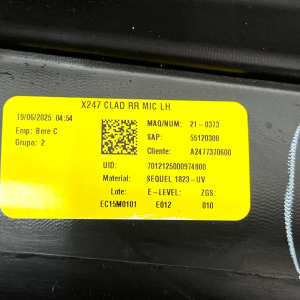 X247 CLAD RR MIC LH
19/06/2025 04:54
MAQ/NUM: 21-0373
Emp: Bere C
SAP: 55120308
Grupo: 2
Cliente: A2477370600
UID: 7012125000974800
Material: SEQUEL 1823-UV
Lote: E-LEVEL: ZGS:
EC15M0101 E012 010